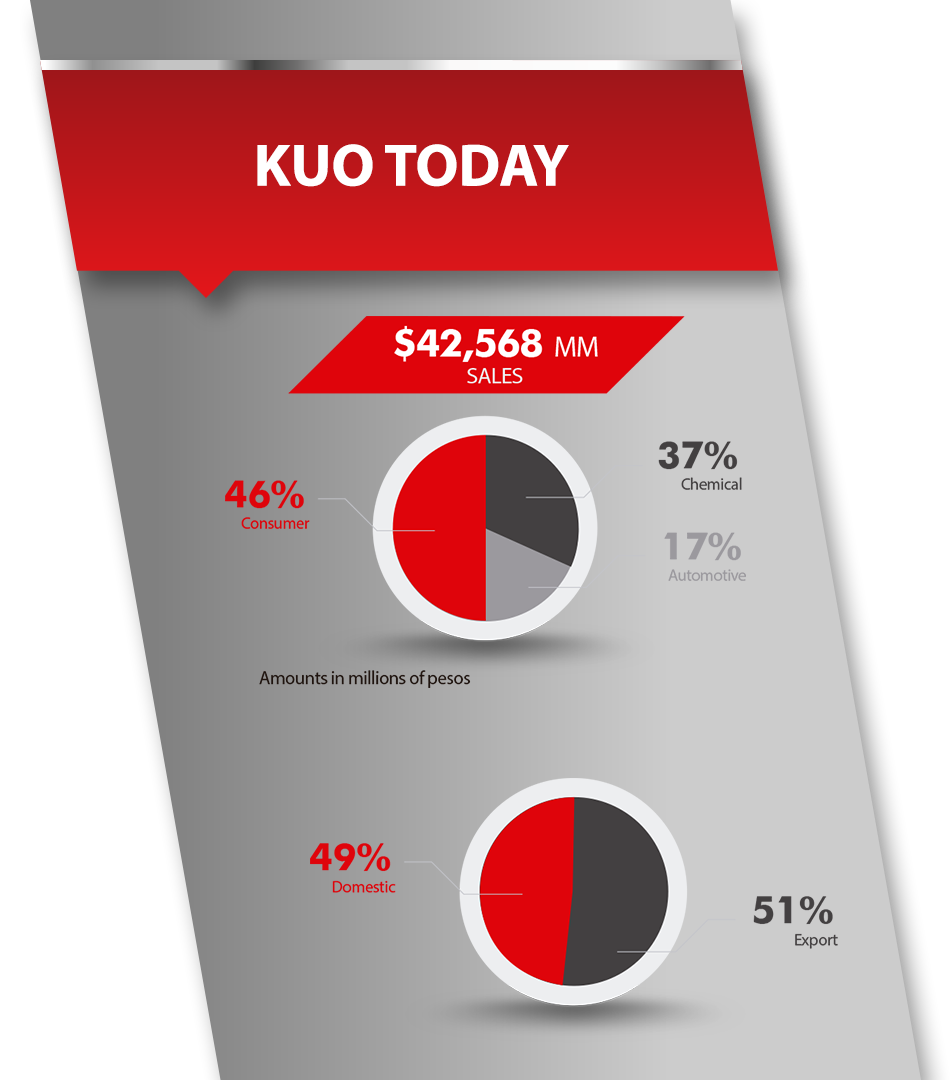 KUO TODAY
$42,568 MM
SALES
46%
Consumer
37%
Chemical
17%
Automotive
Amounts in millions of pesos
49%
Domestic
51%
Export